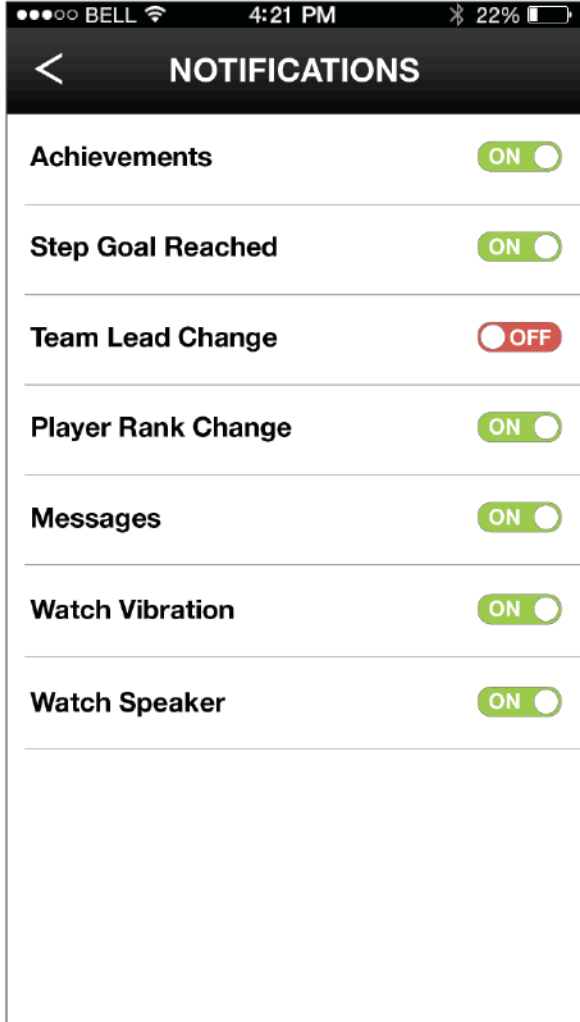 BELL 4:21 PM 22%
< NOTIFICATIONS
Achievements ON
Step Goal Reached ON
Team Lead Change OFF
Player Rank Change ON
Messages ON
Watch Vibration ON
Watch Speaker ON